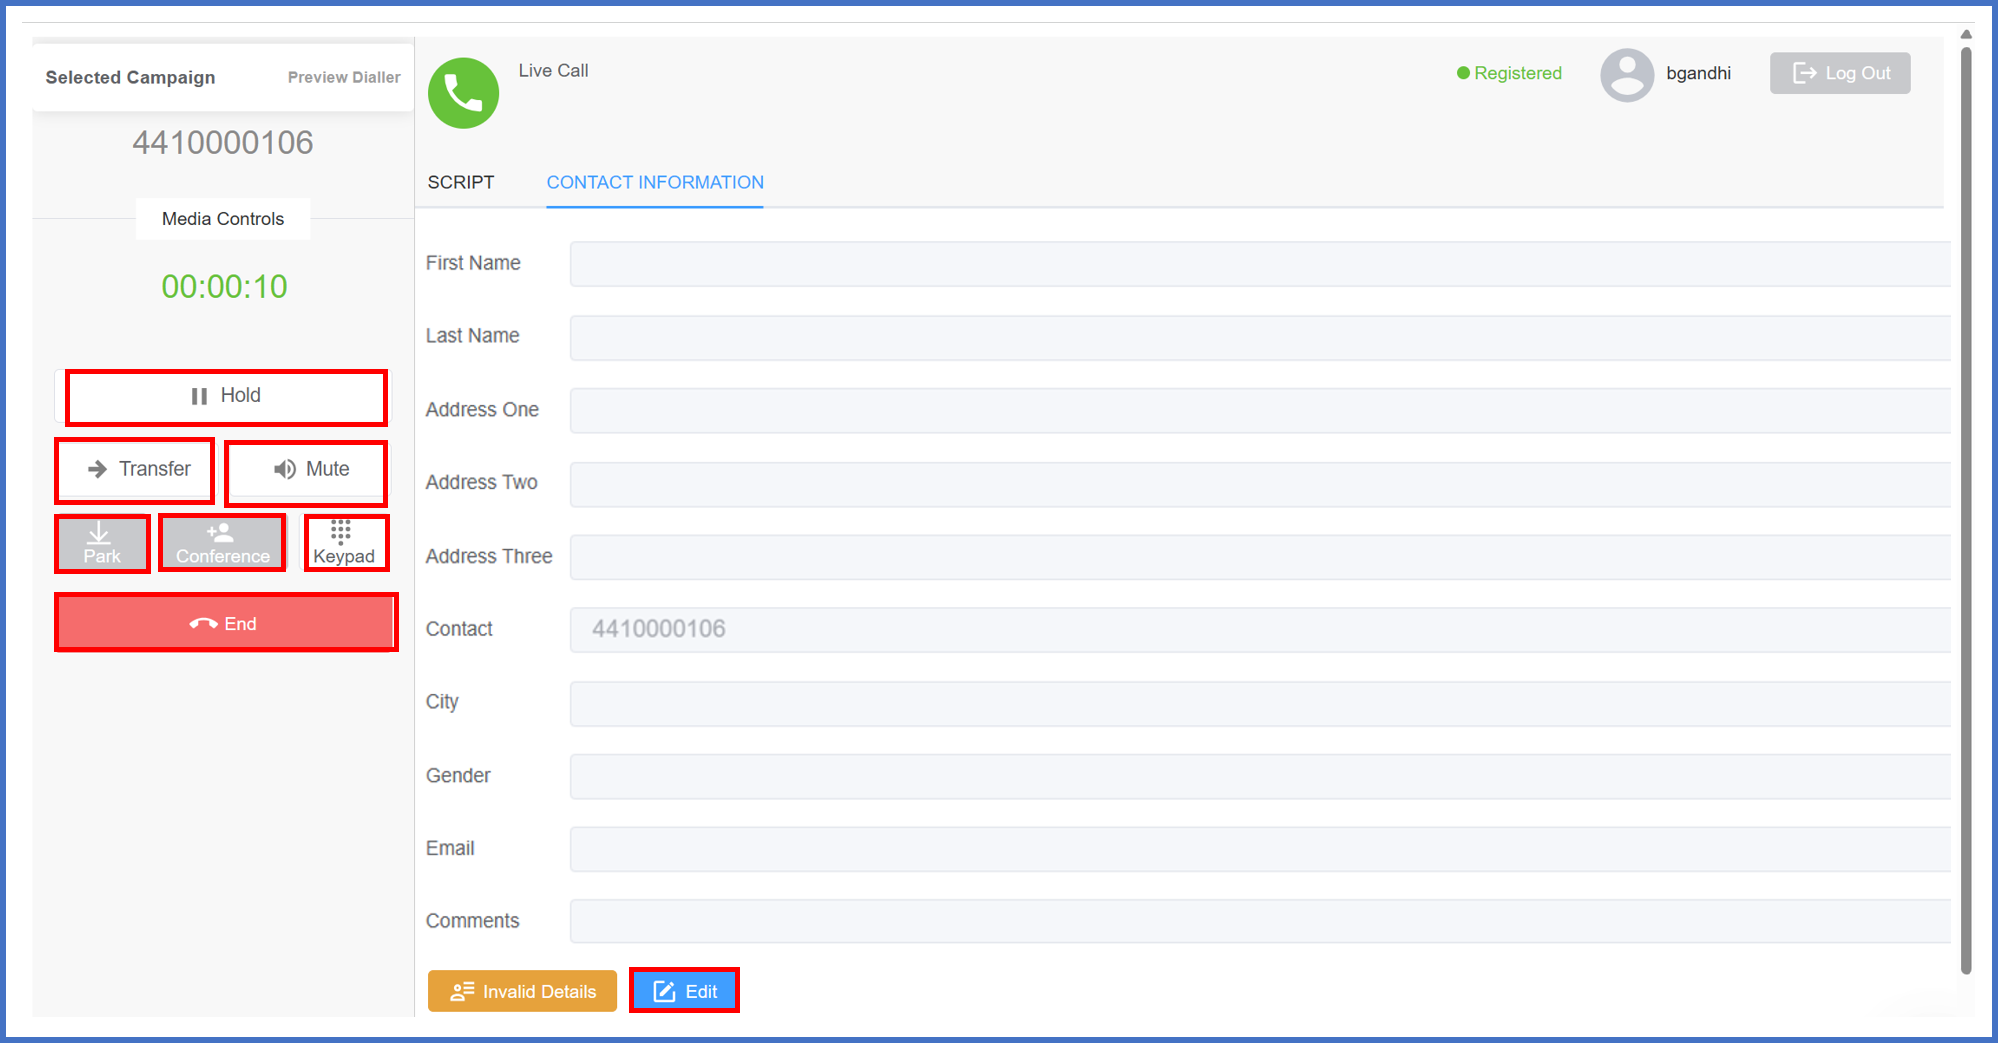 Selected Campaign Preview Dialler
4410000106
Media Controls
00:00:10
Hold
Transfer Mute
Park Conference Keypad
End
Live Call
Registered bgandhi Log Out
SCRIPT CONTACT INFORMATION
First Name
Last Name
Address One
Address Two
Address Three
Contact 4410000106
City
Gender
Email
Comments
Invalid Details Edit